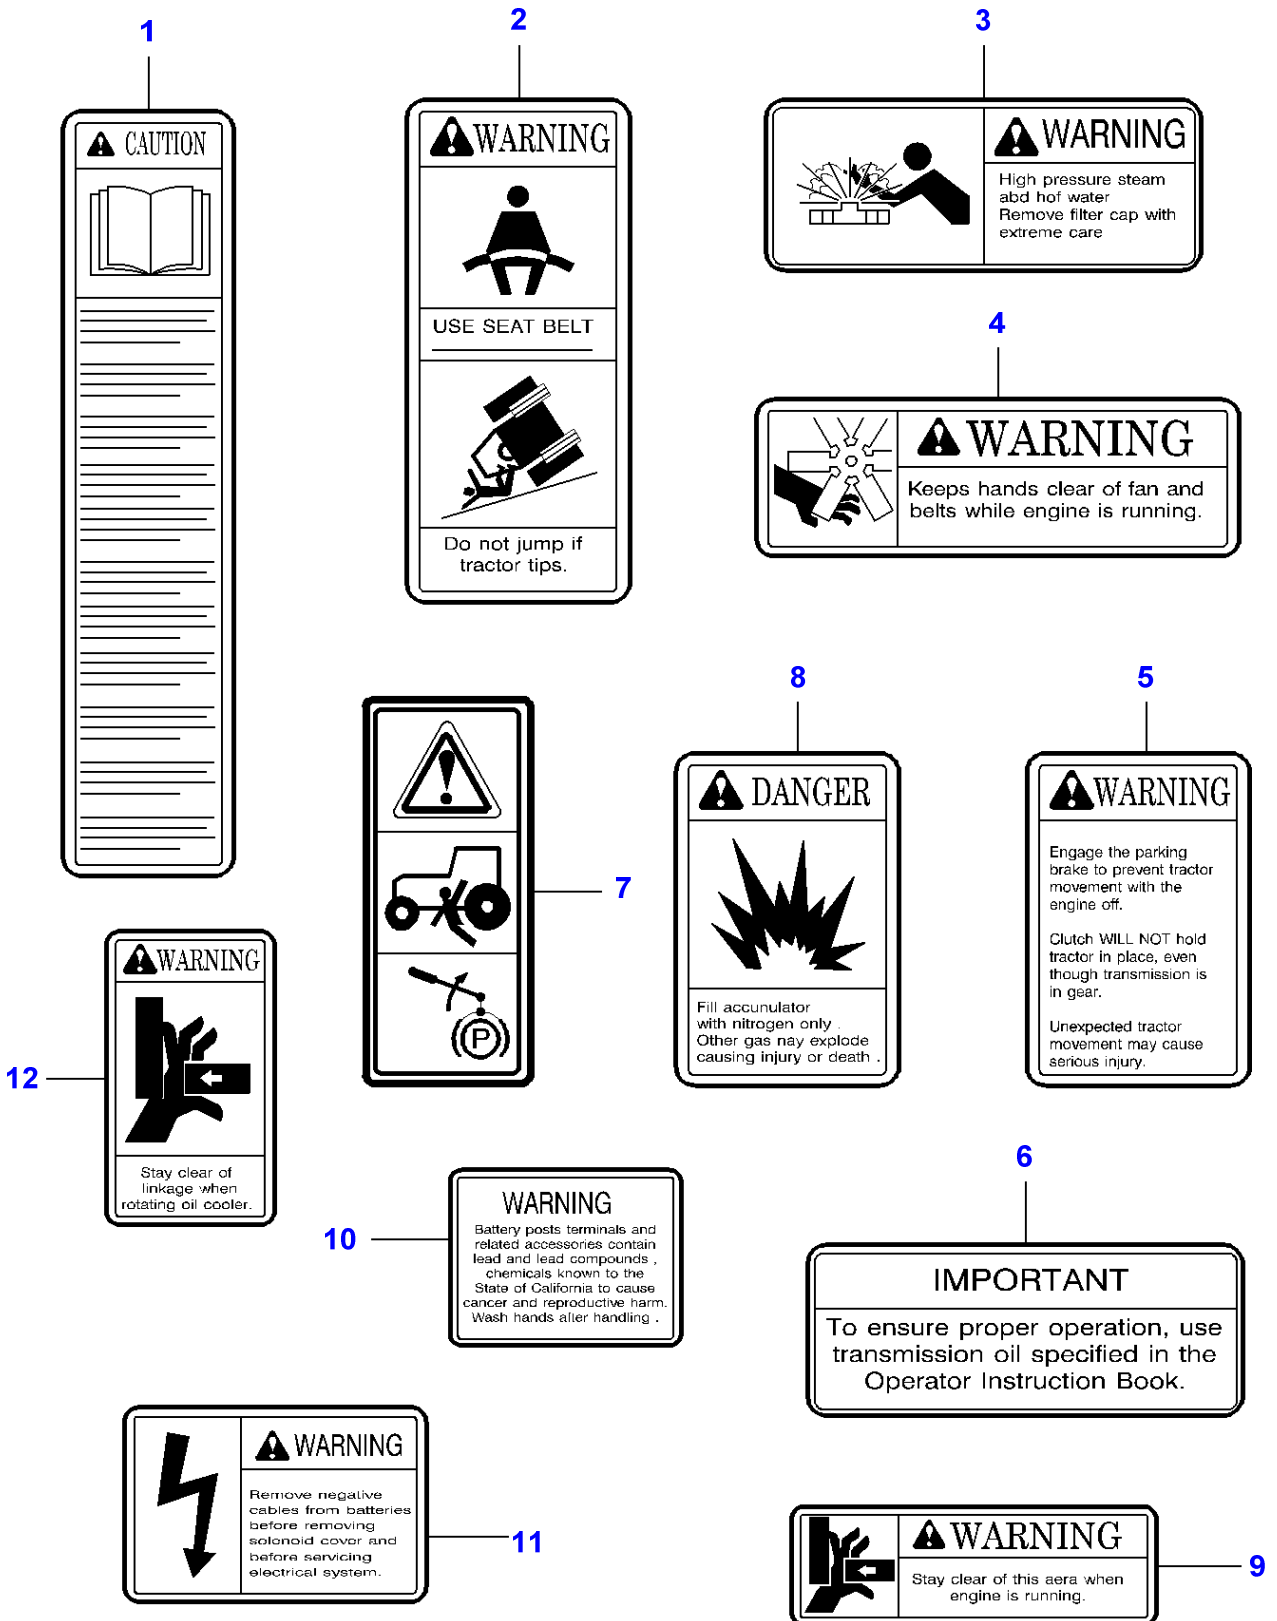 1
CAUTION
2
WARNING
USE SEAT BELT
Do not jump if
tractor tips.
3
WARNING
High pressure steam
abd hof water
Remove filter cap with
extreme care
4
WARNING
Keeps hands clear of fan and
belts while engine is running.
8
DANGER
Fill accunulator
with nitrogen only .
Other gas nay explode
causing injury or death .
5
WARNING
Engage the parking
brake to prevent tractor
movement with the
engine off.
Clutch WILL NOT hold
tractor in place, even
though transmission is
in gear.
Unexpected tractor
movement may cause
serious injury.
7
P
12
WARNING
Stay clear of
linkage when
rotating oil cooler.
10
WARNING
Battery posts terminals and
related accessories contain
lead and lead compounds ,
chemicals known to the
State of California to cause
cancer and reproductive harm.
Wash hands after handling .
6
IMPORTANT
To ensure proper operation, use
transmission oil specified in the
Operator Instruction Book.
11
WARNING
Remove negative
cables from batteries
before removing
solenoid covor and
before servicing
electrical system.
9
WARNING
Stay clear of this aera when
engine is running.